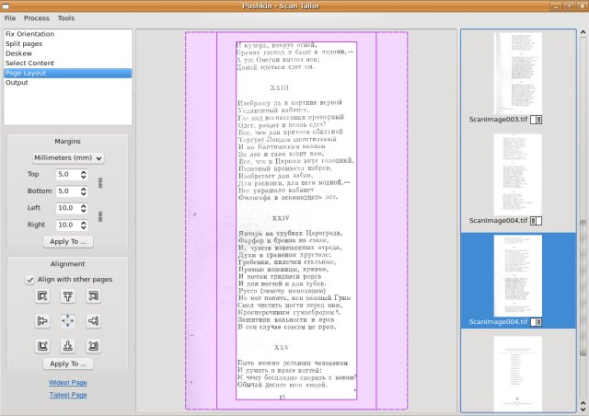 Pushkin - Scan Tailor
File Process Tools
Fix Orientation
Split pages
Deskew
Select Content
Page Layout
Output
Margins
Millimeters (mm)
Top 5,0
Bottom 5,0
Left 10,0
Right 10,0
Apply To ...
Alignment
Align with other pages
Apply To ...
Widest Page
Tallest Page
И кучера, вокруг огней,
Бранят господ и бьют в ладони,—
А уж Онегин вышел вон;
Домой одеться едет он.
XXIII
Изображу ль в картине верной
Уединенный кабинет,
Где мод воспитанник примерный
Одет, раздет и вновь одет?
Все, чем для прихоти обильной
Торгует Лондон щепетильный
И по Балтическим волнам
За лес и сало возит нам,
Все, что в Париже вкус голодный,
Полезный промысел избрав,
Изобретает для забав,
Для роскоши, для неги модной,—
Все украшало кабинет
Философа в осьмнадцать лет.
XXIV
Янтарь на трубках Цареграда,
Фарфор и бронза на столе,
И, чувств изнеженных отрада,
Духи в граненом хрустале;
Гребенки, пилочки стальные,
Прямые ножницы, кривые,
И щетки тридцати родов
И для ногтей и для зубов.
Руссо (замечу мимоходом)
Не мог понять, как важный Грим
Смел чистить ногти перед ним,
Красноречивым сумасбродом
Защитник вольности и прав
В сем случае совсем не прав.
XXV
Быть можно дельным человеком
И думать о красе ногтей:
К чему бесплодно спорить с веком?
Обычай деспот меж людей.
ScanImage003.tif
ScanImage004.tif
ScanImage004.tif